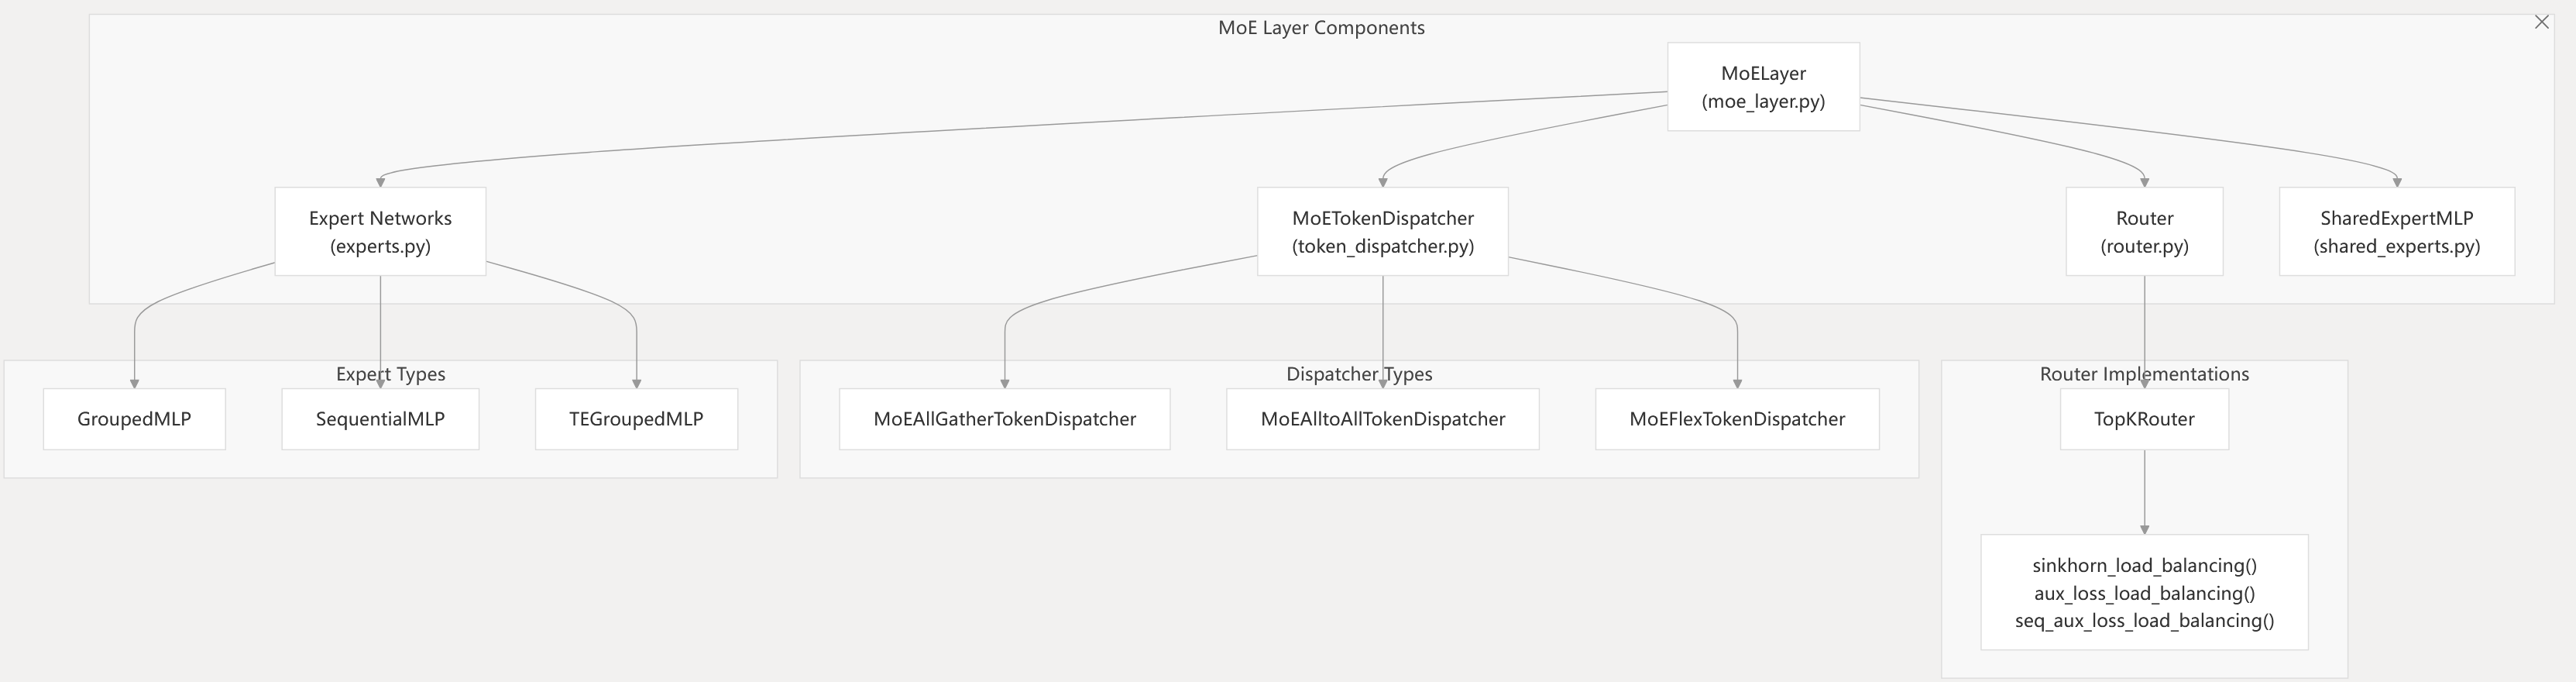 MoE Layer Components
MoELayer
(moe_layer.py)
Expert Networks
(experts.py)
MoETokenDispatcher
(token_dispatcher.py)
Router
(router.py)
SharedExpertMLP
(shared_experts.py)
Expert Types
GroupedMLP
SequentialMLP
TEGroupedMLP
Dispatcher Types
MoEAllGatherTokenDispatcher
MoEAlltoAllTokenDispatcher
MoEFlexTokenDispatcher
Router Implementations
TopKRouter
sinkhorn_load_balancing()
aux_loss_load_balancing()
seq_aux_loss_load_balancing()